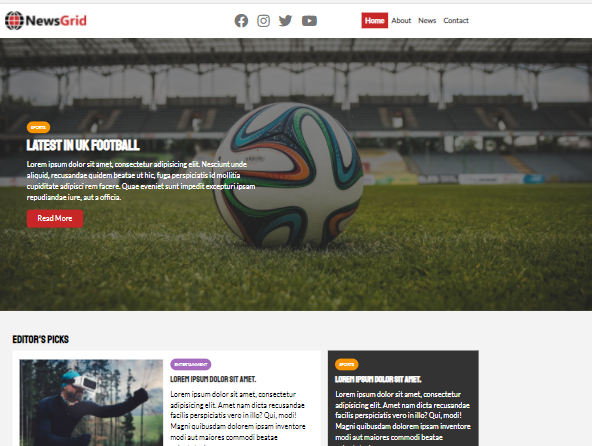 NewsGrid
Home About News Contact
SPORTS
LATEST IN UK FOOTBALL
Lorem ipsum dolor sit amet, consectetur adipisicing elit. Nesciunt unde
aliquid, recusandae quidem beatae ut hic, fuga perspiciatis id mollitia
cupiditate adipisci rem facere. Quae eveniet sunt impedit excepturi ipsam
repudiandae iure, aut a officia.
Read More
EDITOR'S PICKS
ENTERTAINMENT
LOREM IPSUM DOLOR SIT AMET.
Lorem ipsum dolor sit amet, consectetur
adipisicing elit. Amet nam dicta recusandae
facilis perspiciatis vero in illo? Qui, modi!
Magni quibusdam dolorem inventore
modi aut maiores commodi beatae
SPORTS
LOREM IPSUM DOLOR SIT AMET.
Lorem ipsum dolor sit amet, consectetur
adipisicing elit. Amet nam dicta recusandae
facilis perspiciatis vero in illo? Qui, modi!
Magni quibusdam dolorem inventore
modi aut maiores commodi beatae